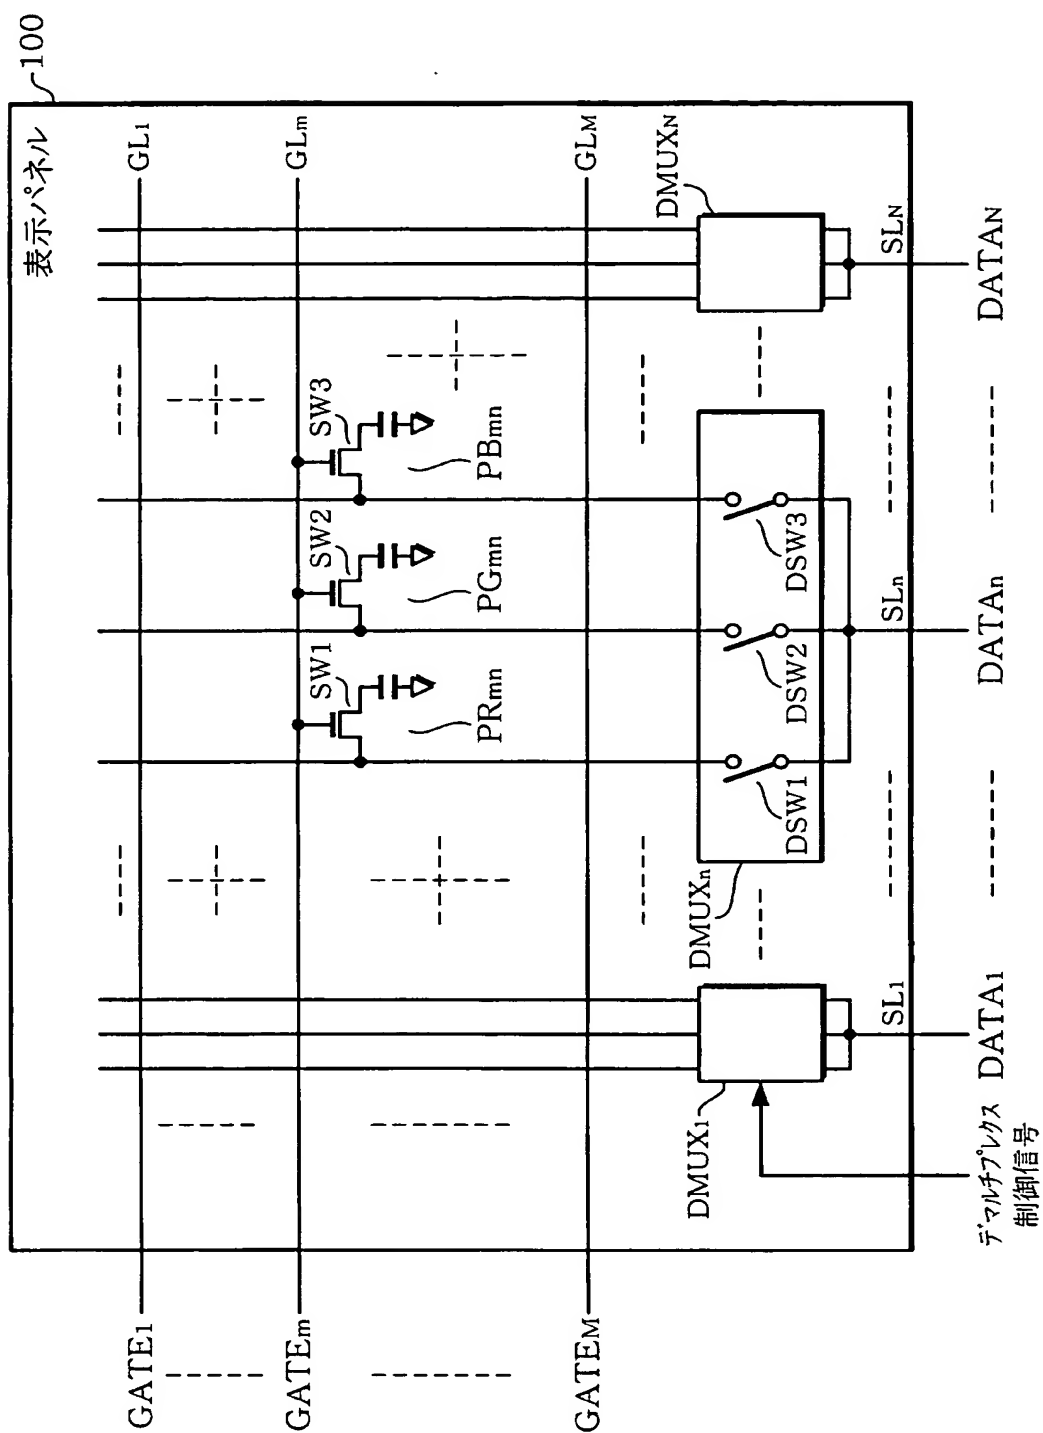 100
表示パネル
GL1
GLm
GLM
GATE1
GATEm
GATEM
SW1
SW2
SW3
PRmn
PGmn
PBmn
DMUX1
DMUXn
DMUXN
DSW1
DSW2
DSW3
SL1
SLn
SLN
DATA1
DATAn
DATAN
デマルチプレクス
制御信号